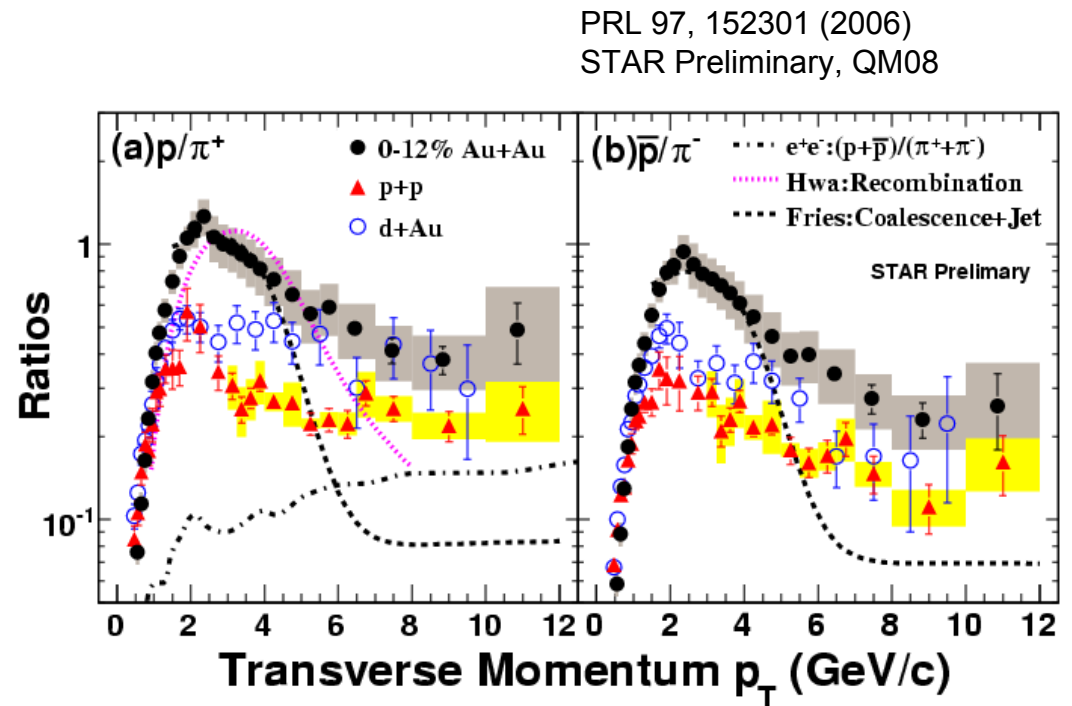 PRL 97, 152301 (2006)
STAR Preliminary, QM08
(a)p/π⁺
0-12% Au+Au
p+p
d+Au
(b)p̅/π⁻
e⁺e⁻:(p+p̅)/(π⁺+π⁻)
Hwa:Recombination
Fries:Coalescence+Jet
STAR Prelimary
Ratios
1
10⁻¹
0 2 4 6 8 10 12 0 2 4 6 8 10 12
Transverse Momentum p_T (GeV/c)